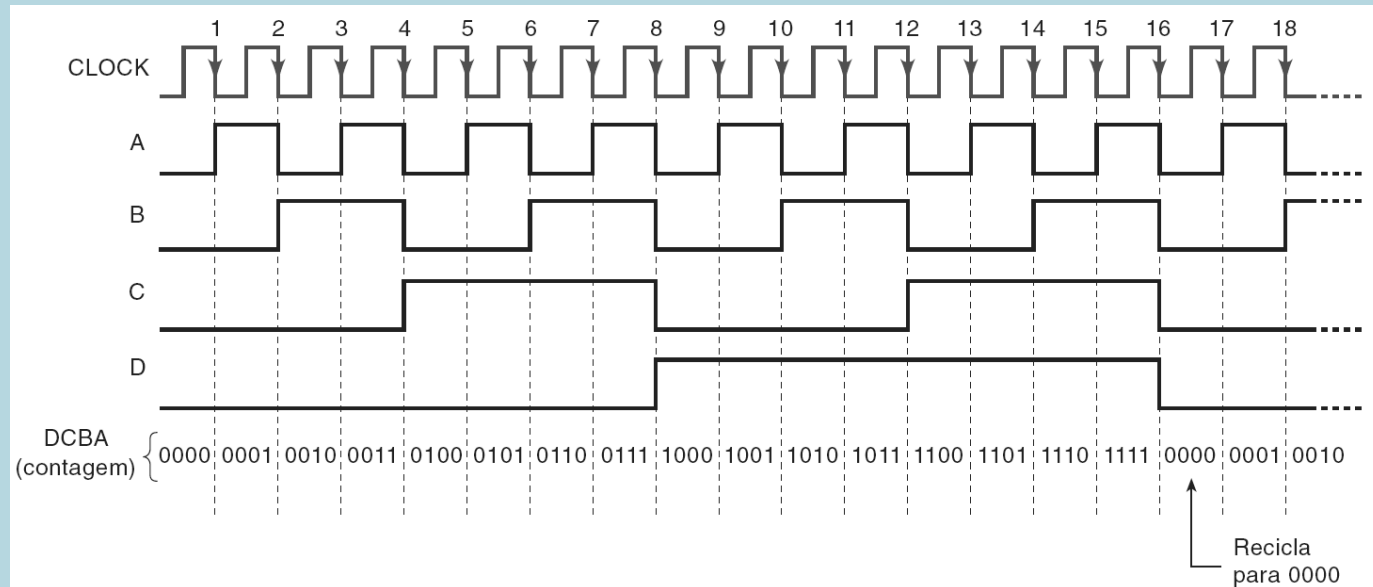 1 2 3 4 5 6 7 8 9 10 11 12 13 14 15 16 17 18
CLOCK
A
B
C
D
DCBA
(contagem)
0000 0001 0010 0011 0100 0101 0110 0111 1000 1001 1010 1011 1100 1101 1110 1111 0000 0001 0010
Recicla
para 0000